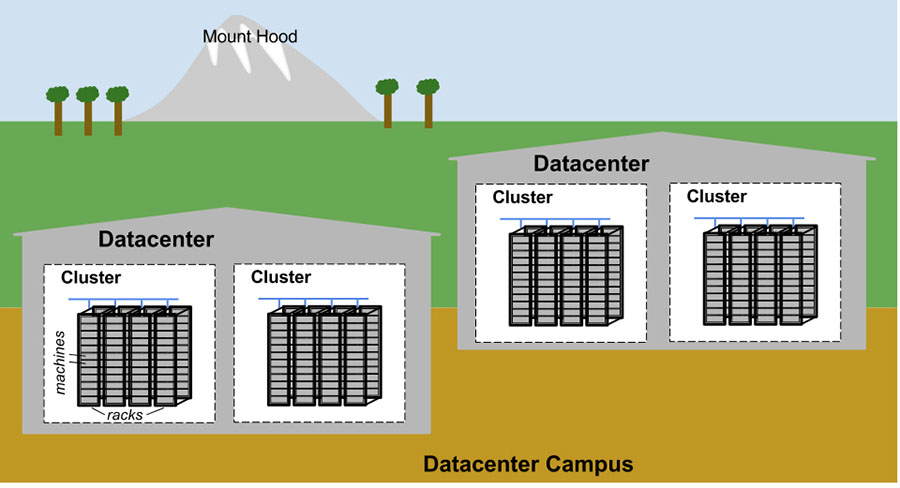 Mount Hood
Datacenter
Cluster
Cluster
Datacenter
Cluster
Cluster
machines
racks
Datacenter Campus